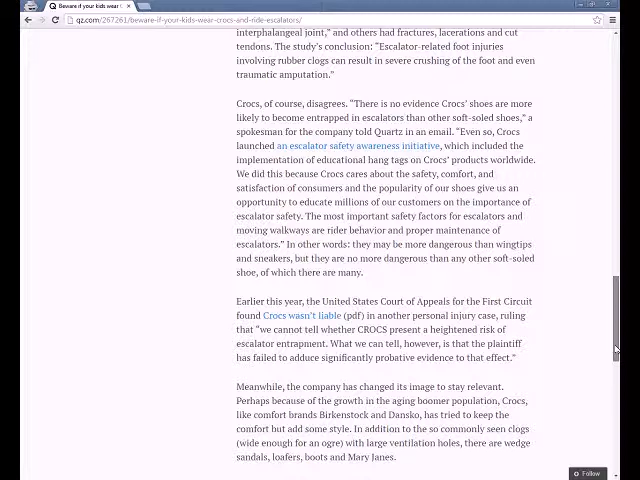 Beware if your kids wear
qz.com/267261/beware-if-your-kids-wear-crocs-and-ride-escalators/
interphalangeal joint,” and others had fractures, lacerations and cut
tendons. The study’s conclusion: “Escalator-related foot injuries
involving rubber clogs can result in severe crushing of the foot and even
traumatic amputation.”
Crocs, of course, disagrees. “There is no evidence Crocs’ shoes are more
likely to become entrapped in escalators than other soft-soled shoes,” a
spokesman for the company told Quartz in an email. “Even so, Crocs
launched an escalator safety awareness initiative, which included the
implementation of educational hang tags on Crocs’ products worldwide.
We did this because Crocs cares about the safety, comfort, and
satisfaction of consumers and the popularity of our shoes give us an
opportunity to educate millions of our customers on the importance of
escalator safety. The most important safety factors for escalators and
moving walkways are rider behavior and proper maintenance of
escalators.” In other words: they may be more dangerous than wingtips
and sneakers, but they are no more dangerous than any other soft-soled
shoe, of which there are many.
Earlier this year, the United States Court of Appeals for the First Circuit
found Crocs wasn’t liable (pdf) in another personal injury case, ruling
that “we cannot tell whether CROCS present a heightened risk of
escalator entrapment. What we can tell, however, is that the plaintiff
has failed to adduce significantly probative evidence to that effect.”
Meanwhile, the company has changed its image to stay relevant.
Perhaps because of the growth in the aging boomer population, Crocs,
like comfort brands Birkenstock and Dansko, has tried to keep the
comfort but add some style. In addition to the so commonly seen clogs
(wide enough for an ogre) with large ventilation holes, there are wedge
sandals, loafers, boots and Mary Janes.
Follow